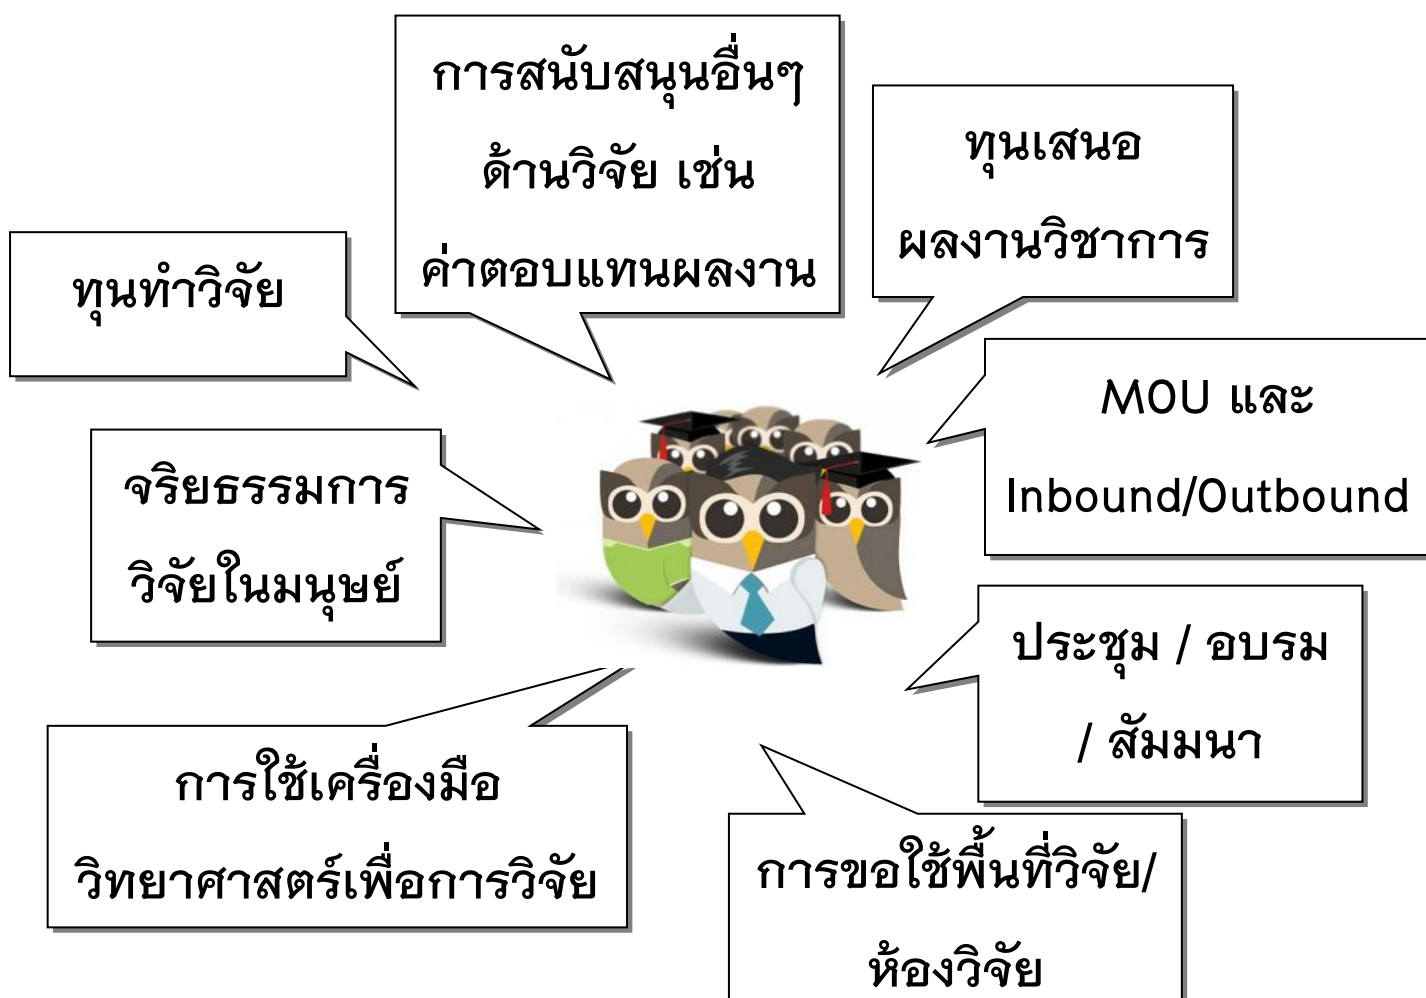 การสนับสนุนอื่นๆ
ด้านวิจัย เช่น
ค่าตอบแทนผลงาน
ทุนเสนอ
ผลงานวิชาการ
ทุนทำวิจัย
MOU และ
Inbound/Outbound
จริยธรรมการ
วิจัยในมนุษย์
ประชุม / อบรม
/ สัมมนา
การใช้เครื่องมือ
วิทยาศาสตร์เพื่อการวิจัย
การขอใช้พื้นที่วิจัย/
ห้องวิจัย